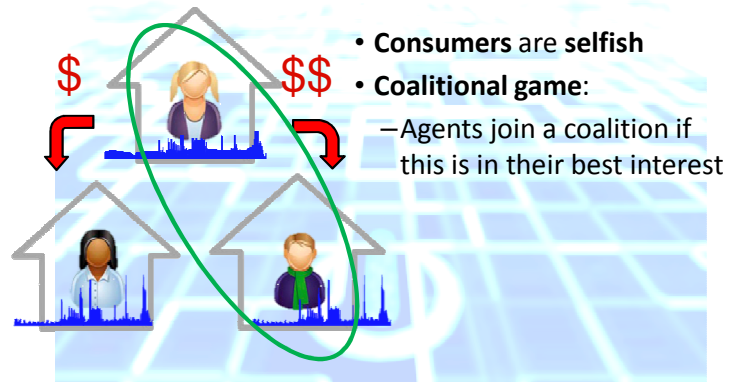 $
$$
• Consumers are selfish
• Coalitional game:
–Agents join a coalition if
this is in their best interest